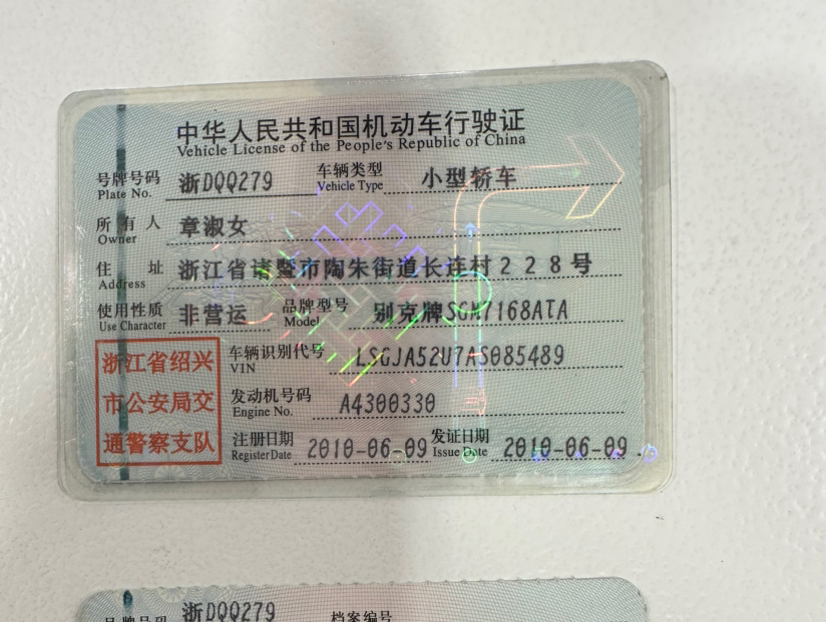 中华人民共和国机动车行驶证
Vehicle License of the People's Republic of China
号牌号码 浙DQQ279 车辆类型 小型轿车
Plate No. Vehicle Type
所有人 章淑女
Owner
住址 浙江省诸暨市陶朱街道长连村228号
Address
使用性质 非营运 品牌型号 别克牌SGM7168ATA
Use Character Model
浙江省绍兴
市公安局交
通警察支队
车辆识别代号 LSGJA52U7AS085489
VIN
发动机号码 A4300330
Engine No.
注册日期 2010-06-09 发证日期 2010-06-09
Register Date Issue Date
号牌号码 浙DQQ279 档案编号